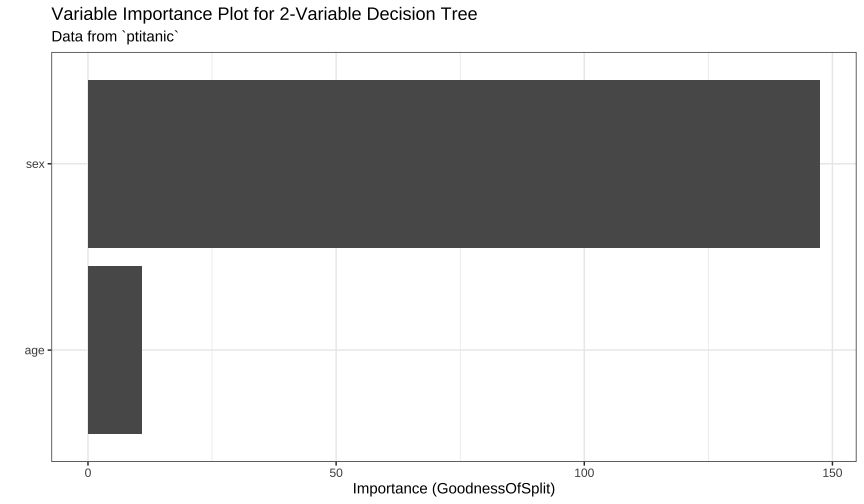 Variable Importance Plot for 2-Variable Decision Tree
Data from `ptitanic`
sex
age
0 50 100 150
Importance (GoodnessOfSplit)